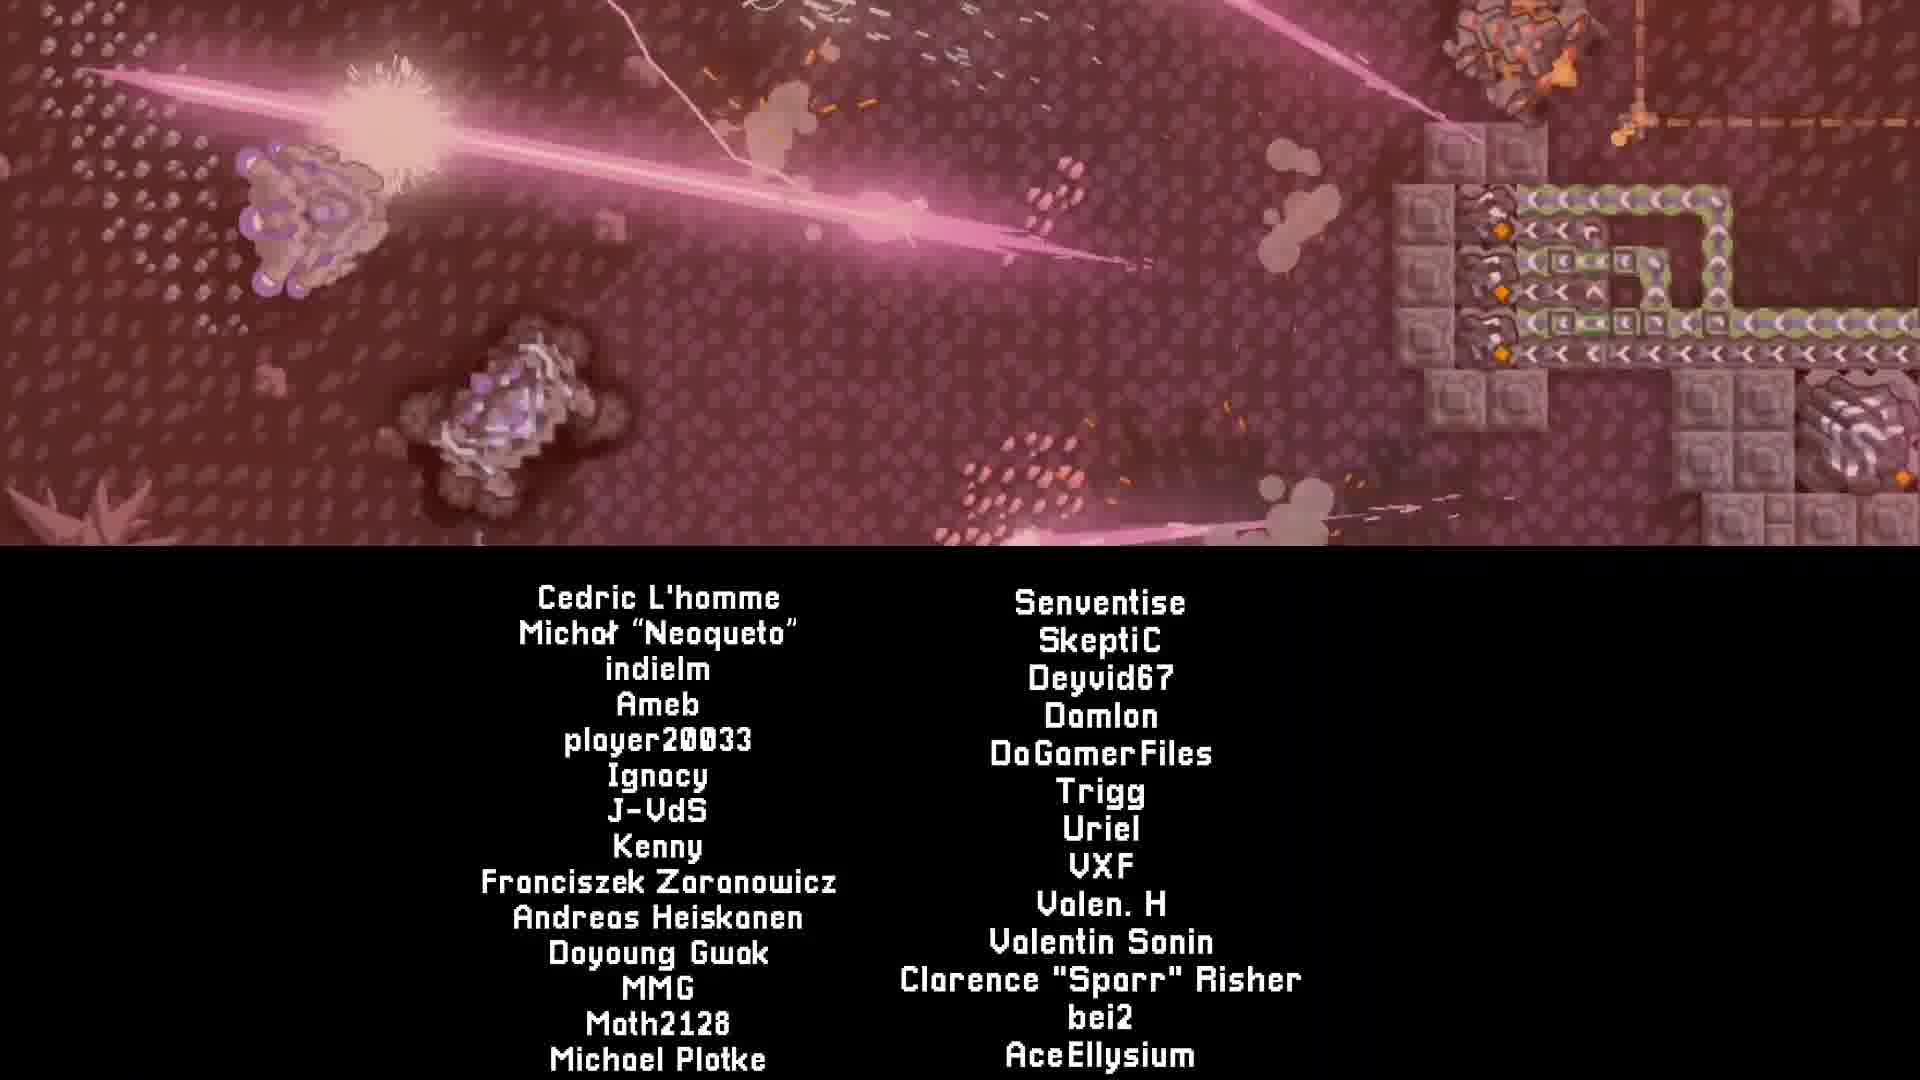 Cedric L'homme
Michał “Neoqueto”
indielm
Ameb
player20033
Ignacy
J-VdS
Kenny
Franciszek Zaranowicz
Andreas Heiskanen
Doyoung Gwak
MMG
Math2128
Michael Plotke
Senventise
SkeptiC
Deyvid67
Damlon
DaGamerFiles
Trigg
Uriel
VXF
Valen. H
Valentin Sonin
Clarence "Sparr" Risher
bei2
AceEllysium